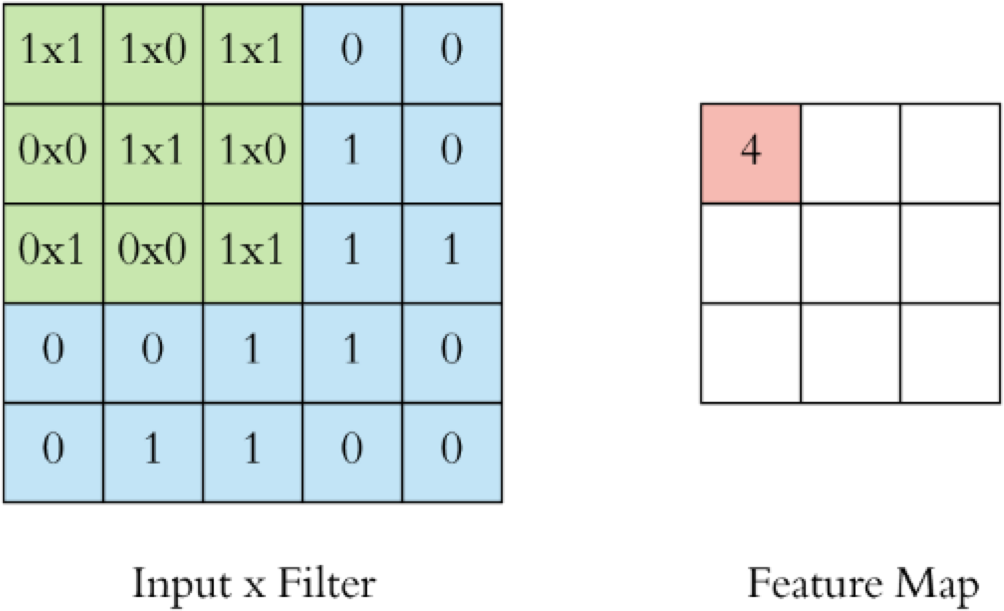 1x1 1x0 1x1 0 0
0x0 1x1 1x0 1 0
4
0x1 0x0 1x1 1 1
0 0 1 1 0
0 1 1 0 0
Input x Filter
Feature Map